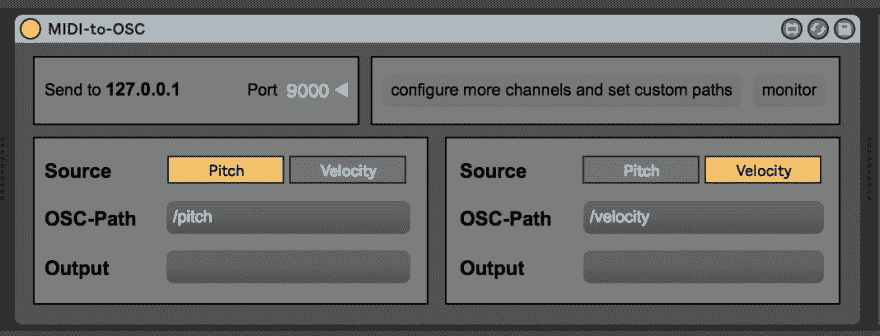 MIDI-to-OSC
Send to 127.0.0.1 Port 9000
configure more channels and set custom paths monitor
Source Pitch Velocity
OSC-Path /pitch
Output
Source Pitch Velocity
OSC-Path /velocity
Output